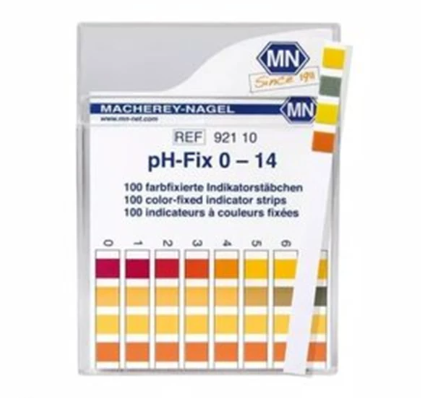 MN
Since 1911
MACHEREY-NAGEL
www.mn-net.com
MN
REF 921 10
pH-Fix 0 – 14
100 farbfixierte Indikatorstäbchen
100 color-fixed indicator strips
100 indicateurs à couleurs fixées
0 1 2 3 4 5 6